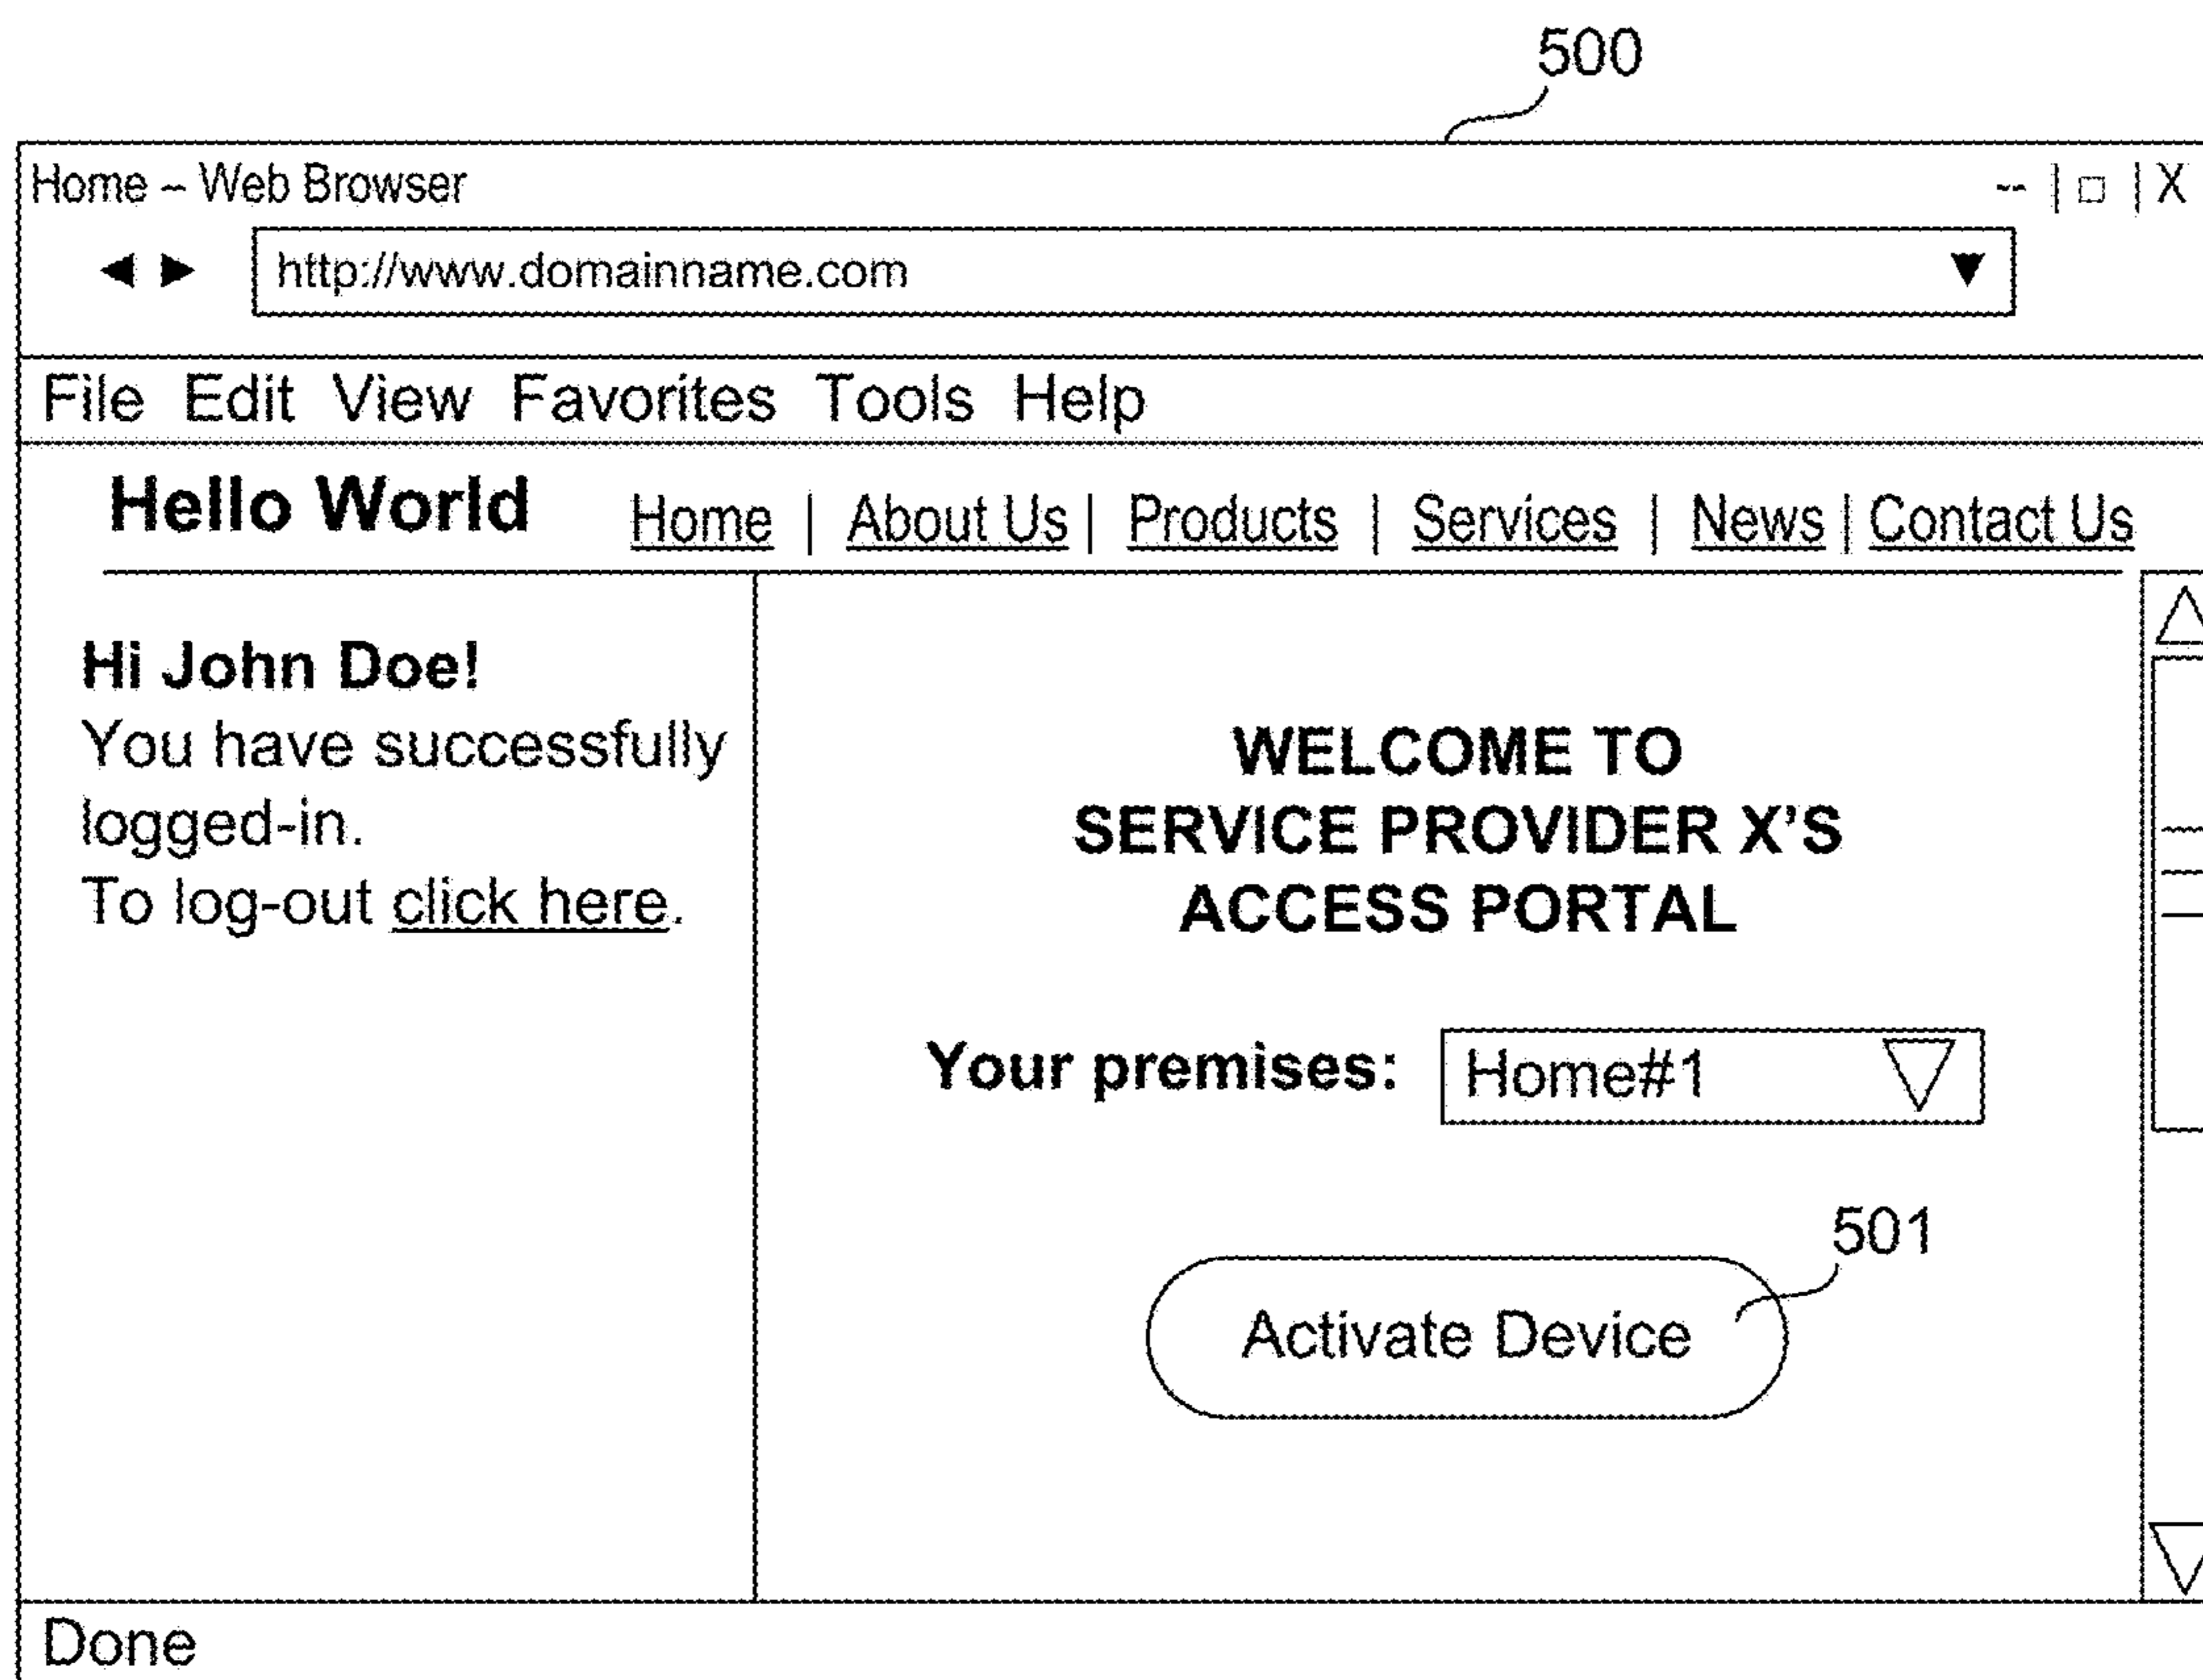 500
Home – Web Browser -- | □ | X
◀ ▶ http://www.domainname.com ▼
File Edit View Favorites Tools Help
Hello World Home | About Us | Products | Services | News | Contact Us
Hi John Doe!
You have successfully
logged-in.
To log-out click here.
WELCOME TO
SERVICE PROVIDER X’S
ACCESS PORTAL
Your premises: Home#1
501
Activate Device
Done